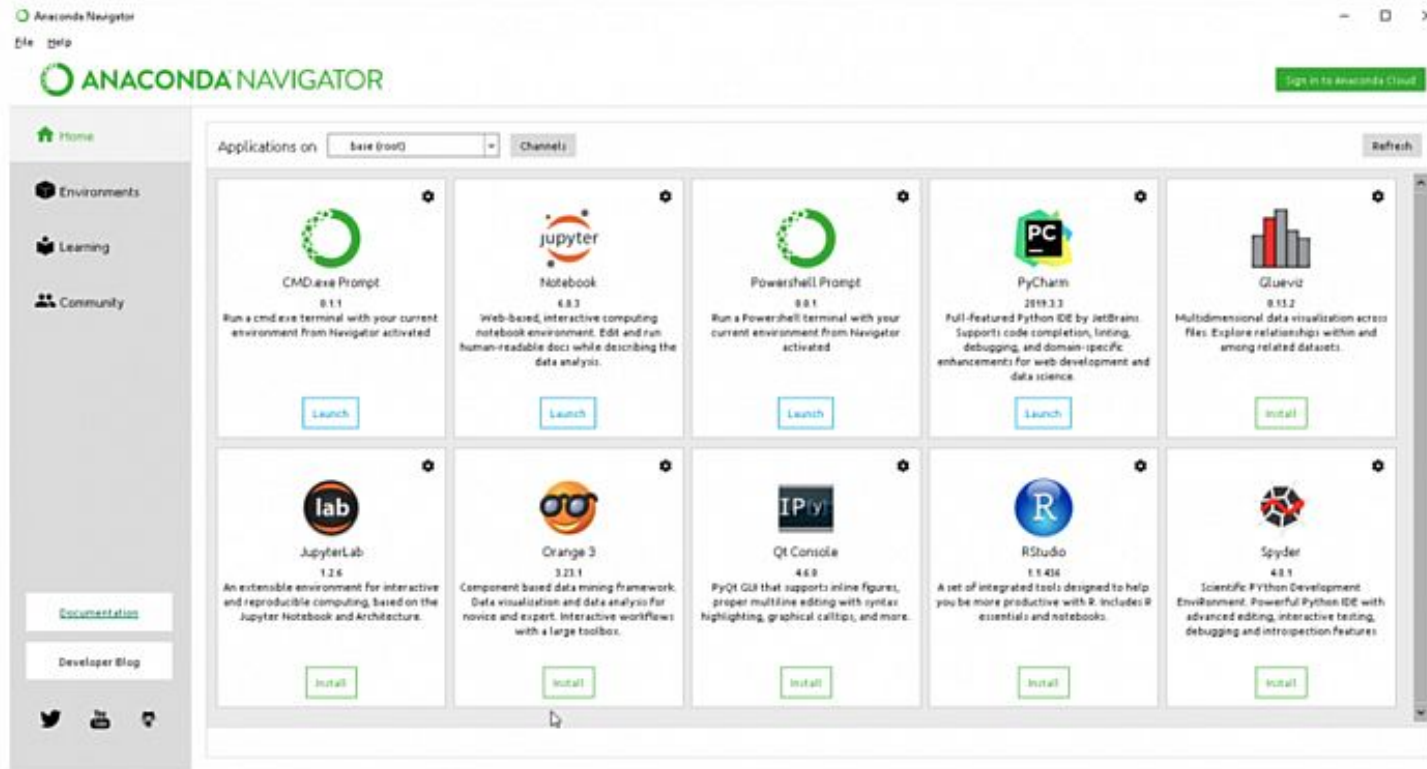 Anaconda Navigator
File Help
ANACONDA NAVIGATOR
Sign in to Anaconda Cloud
Home
Environments
Learning
Community
Documentation
Developer Blog
You
Tube
Applications on
base (root)
Channels
Refresh
CMD.exe Prompt
0.1.1
Run a cmd.exe terminal with your current
environment from Navigator activated
Launch
jupyter
Notebook
6.0.3
Web-based, interactive computing
notebook environment. Edit and run
human-readable docs while describing the
data analysis.
Launch
Powershell Prompt
0.0.1
Run a Powershell terminal with your
current environment from Navigator
activated
Launch
PC
PyCharm
2019.3.3
Full-featured Python IDE by JetBrains.
Supports code completion, linting,
debugging, and domain-specific
enhancements for web development and
data science.
Launch
Glueviz
0.15.2
Multidimensional data visualization across
files. Explore relationships within and
among related datasets.
Install
lab
JupyterLab
1.2.6
An extensible environment for interactive
and reproducible computing, based on the
Jupyter Notebook and Architecture.
Install
Orange 3
3.23.1
Component based data mining framework.
Data visualization and data analysis for
novice and expert. Interactive workflows
with a large toolbox.
Install
IP[y]:
Qt Console
4.6.0
PyQt GUI that supports inline figures,
proper multiline editing with syntax
highlighting, graphical calltips, and more.
Install
R
RStudio
1.1.456
A set of integrated tools designed to help
you be more productive with R. Includes R
essentials and notebooks.
Install
Spyder
4.0.1
Scientific PYthon Development
EnviRonment. Powerful Python IDE with
advanced editing, interactive testing,
debugging and introspection features
Install